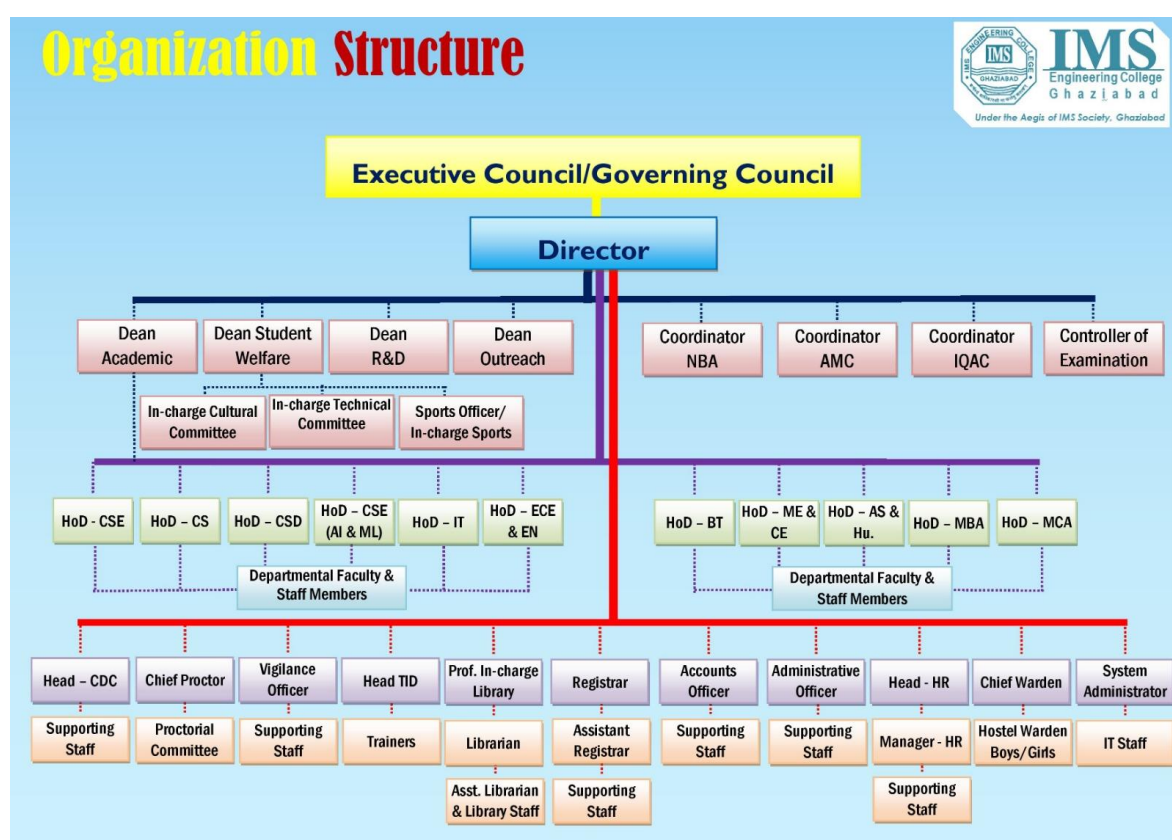 Organization Structure
IMS ENGINEERING COLLEGE
IMS
GHAZIABAD
IMS
Engineering College
Ghaziabad
Under the Aegis of IMS Society, Ghaziabad
Executive Council/Governing Council
Director
Dean
Academic
Dean Student
Welfare
Dean
R&D
Dean
Outreach
Coordinator
NBA
Coordinator
AMC
Coordinator
IQAC
Controller of
Examination
In-charge Cultural
Committee
In-charge Technical
Committee
Sports Officer/
In-charge Sports
HoD - CSE
HoD – CS
HoD – CSD
HoD – CSE
(AI & ML)
HoD – IT
HoD – ECE
& EN
HoD – BT
HoD – ME &
CE
HoD – AS &
Hu.
HoD – MBA
HoD – MCA
Departmental Faculty &
Staff Members
Departmental Faculty &
Staff Members
Head – CDC
Chief Proctor
Vigilance
Officer
Head TID
Prof. In-charge
Library
Registrar
Accounts
Officer
Administrative
Officer
Head - HR
Chief Warden
System
Administrator
Supporting
Staff
Proctorial
Committee
Supporting
Staff
Trainers
Librarian
Assistant
Registrar
Supporting
Staff
Supporting
Staff
Manager - HR
Hostel Warden
Boys/Girls
IT Staff
Asst. Librarian
& Library Staff
Supporting
Staff
Supporting
Staff